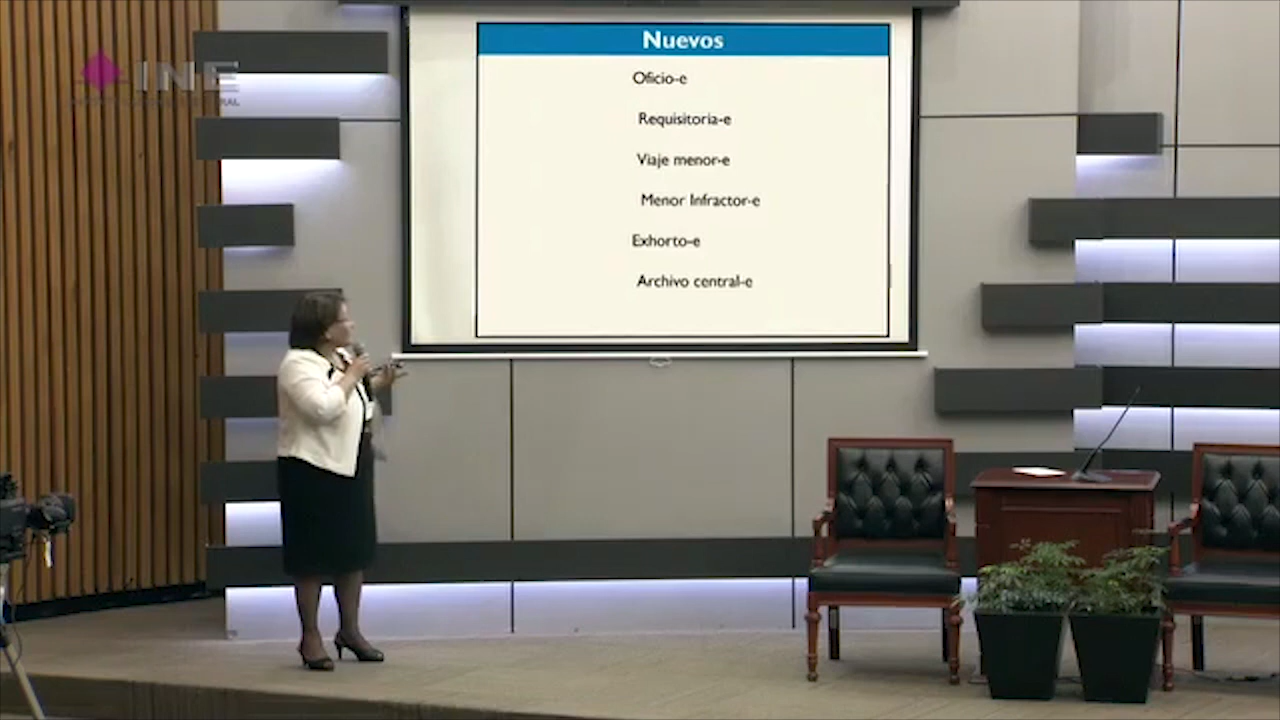 INE
Nuevos
Oficio-e
Requisitoria-e
Viaje menor-e
Menor Infractor-e
Exhorto-e
Archivo central-e